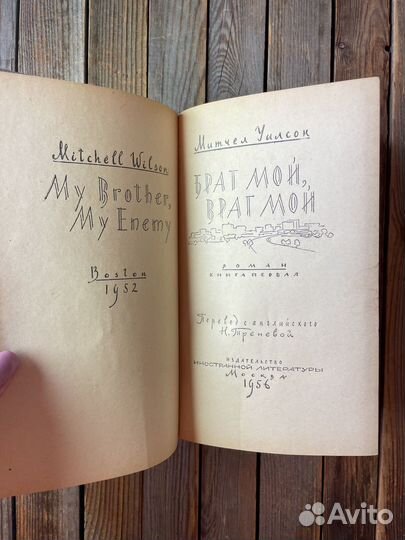 Mitchell Wilson
My Brother,
My Enemy
Boston
1952
Митчел Уилсон
БРАТ МОЙ,
ВРАГ МОЙ
РОМАН
КНИГА ПЕРВАЯ
Перевод с английского
Н. Треневой
ИЗДАТЕЛЬСТВО
ИНОСТРАННОЙ ЛИТЕРАТУРЫ
Москва
1956
Avito